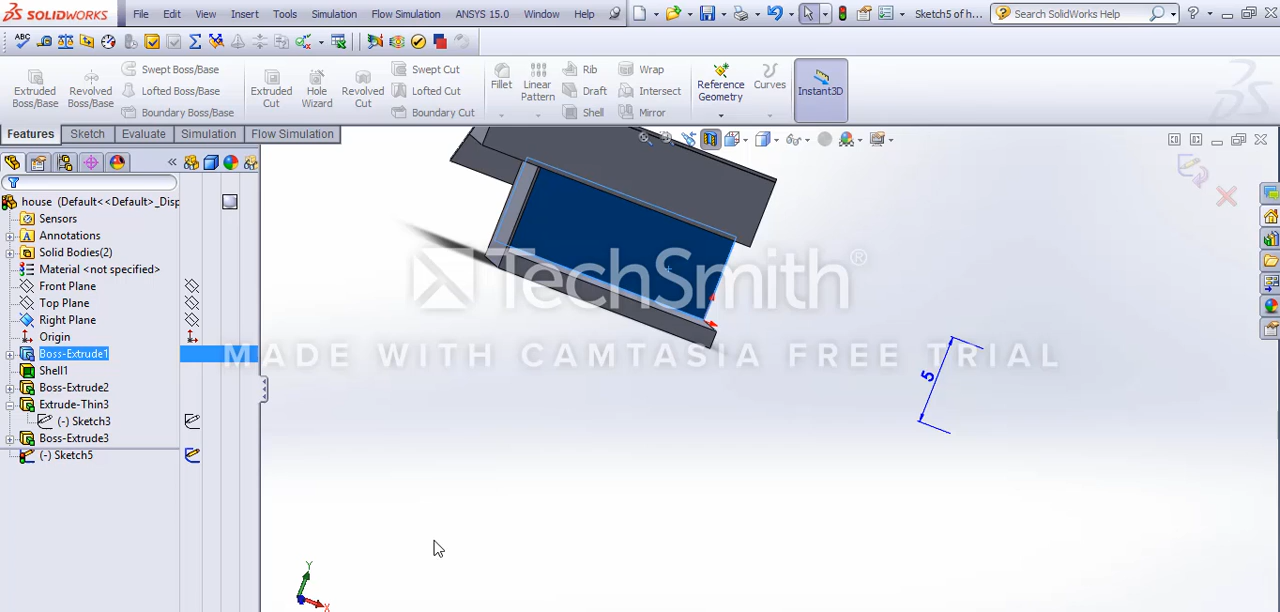 SOLIDWORKS File Edit View Insert Tools Simulation Flow Simulation ANSYS 15.0 Window Help Sketch5 of h... Search SolidWorks Help
Extruded Boss/Base
Revolved Boss/Base
Swept Boss/Base
Lofted Boss/Base
Boundary Boss/Base
Extruded Cut
Hole Wizard
Revolved Cut
Swept Cut
Lofted Cut
Boundary Cut
Fillet
Linear Pattern
Rib
Draft
Shell
Wrap
Intersect
Mirror
Reference Geometry
Curves
Instant3D
Features Sketch Evaluate Simulation Flow Simulation
house (Default<<Default>_Disp
Sensors
Annotations
Solid Bodies(2)
Material <not specified>
Front Plane
Top Plane
Right Plane
Origin
Boss-Extrude1
Shell1
Boss-Extrude2
Extrude-Thin3
(-) Sketch3
Boss-Extrude3
(-) Sketch5
TechSmith®
MADE WITH CAMTASIA FREE TRIAL
5
Y
X